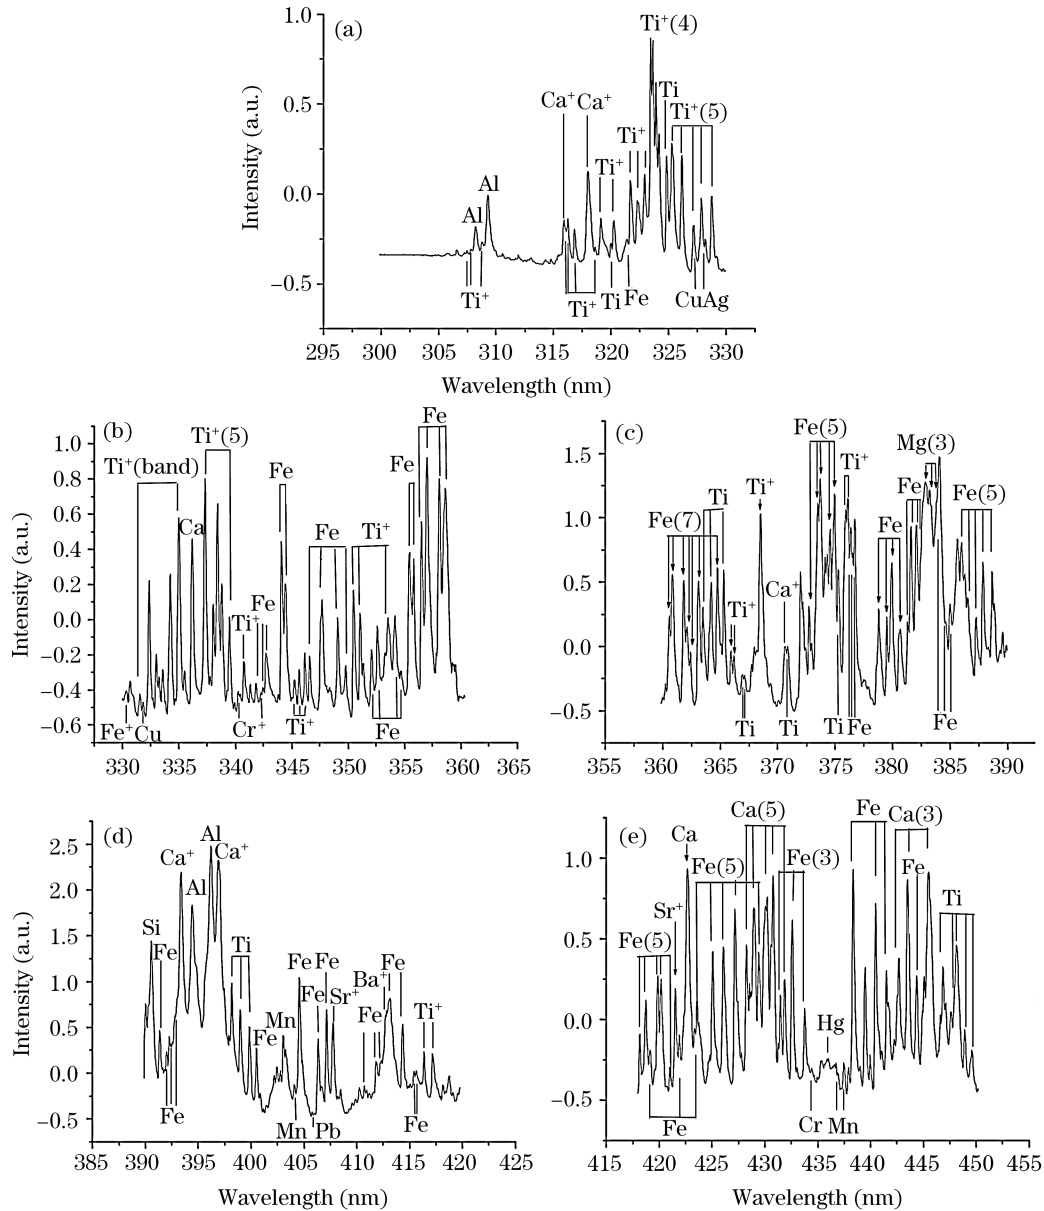 (a)
Intensity (a.u.)
1.0
0.5
0.0
−0.5
Ti⁺(4)
Ca⁺ Ca⁺ Ti
Ti⁺(5)
Ti⁺
Ti⁺
Al
Al
Ti⁺ Ti⁺ Ti Fe CuAg
295 300 305 310 315 320 325 330
Wavelength (nm)
(b)
Intensity (a.u.)
1.0
0.8
0.6
0.4
0.2
0.0
−0.2
−0.4
−0.6
Fe
Ti⁺(5)
Ti⁺(band) Fe Fe
Ca Fe Ti⁺
Fe
Ti⁺
Fe⁺ Cu Cr⁺ Ti⁺ Fe
330 335 340 345 350 355 360 365
(c)
1.5
1.0
0.5
0.0
−0.5
Fe(5)
Mg(3)
Ti⁺
Ti⁺ Fe Fe(5)
Ti
Fe(7) Fe
Ca⁺
Ti⁺
Ti Ti Ti Fe Fe
355 360 365 370 375 380 385 390
(d)
Intensity (a.u.)
2.5
2.0
1.5
1.0
0.5
0.0
−0.5
Al
Ca⁺ Ca⁺
Al
Si
Fe Ti
Fe Fe Ba⁺ Fe
Fe Sr⁺
Mn Fe Ti⁺
Fe
Fe Mn Pb Fe
385 390 395 400 405 410 415 420 425
Wavelength (nm)
(e)
1.0
0.5
0.0
−0.5
Ca(5) Fe Ca(3)
Ca
Fe(5) Fe(3) Fe
Sr⁺ Ti
Fe(5)
Hg
Fe Cr Mn
415 420 425 430 435 440 445 450 455
Wavelength (nm)